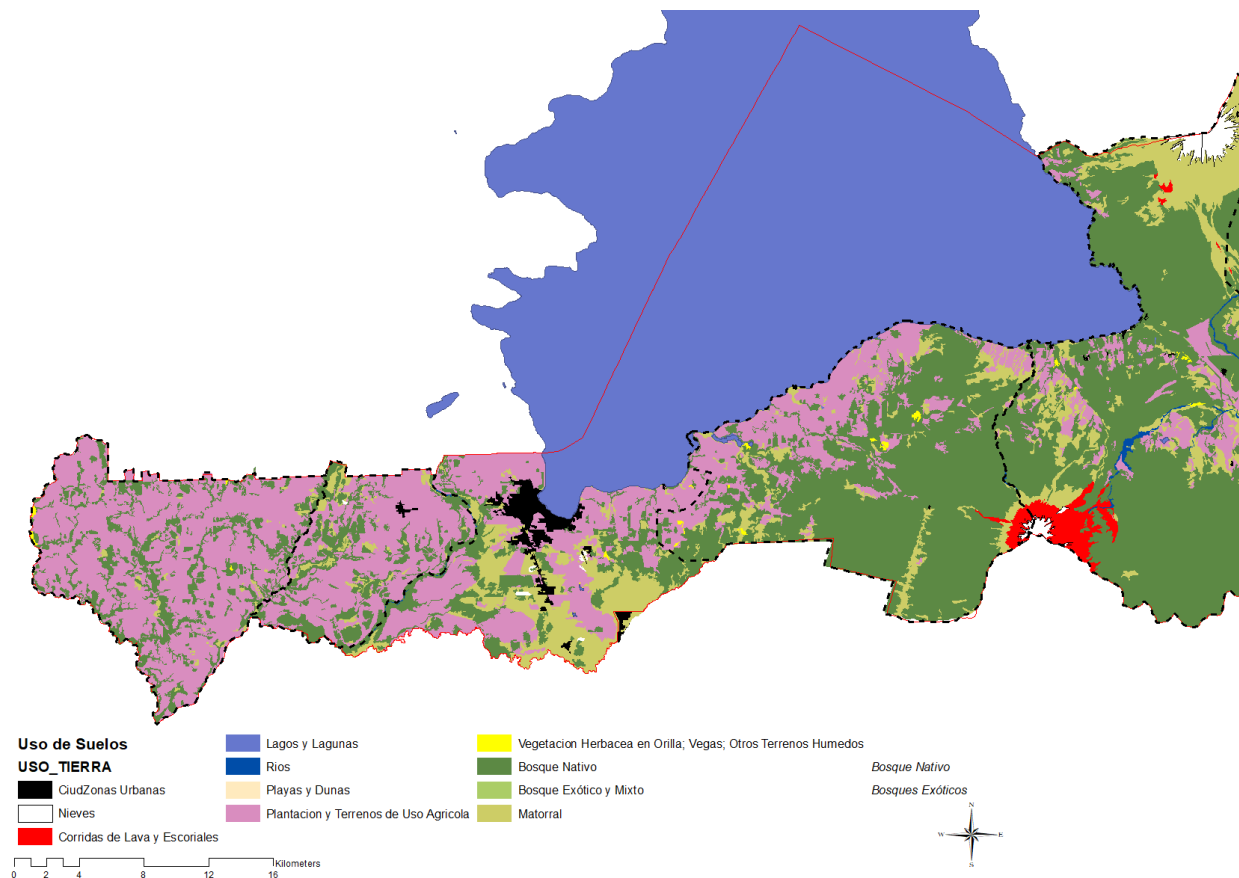 Uso de Suelos
USO_TIERRA
CiudZonas Urbanas
Nieves
Corridas de Lava y Escoriales
Lagos y Lagunas
Rios
Playas y Dunas
Plantacion y Terrenos de Uso Agricola
Vegetacion Herbacea en Orilla; Vegas; Otros Terrenos Humedos
Bosque Nativo
Bosque Exótico y Mixto
Matorral
Bosque Nativo
Bosques Exóticos
N
W E
S
Kilometers
0 2 4 8 12 16